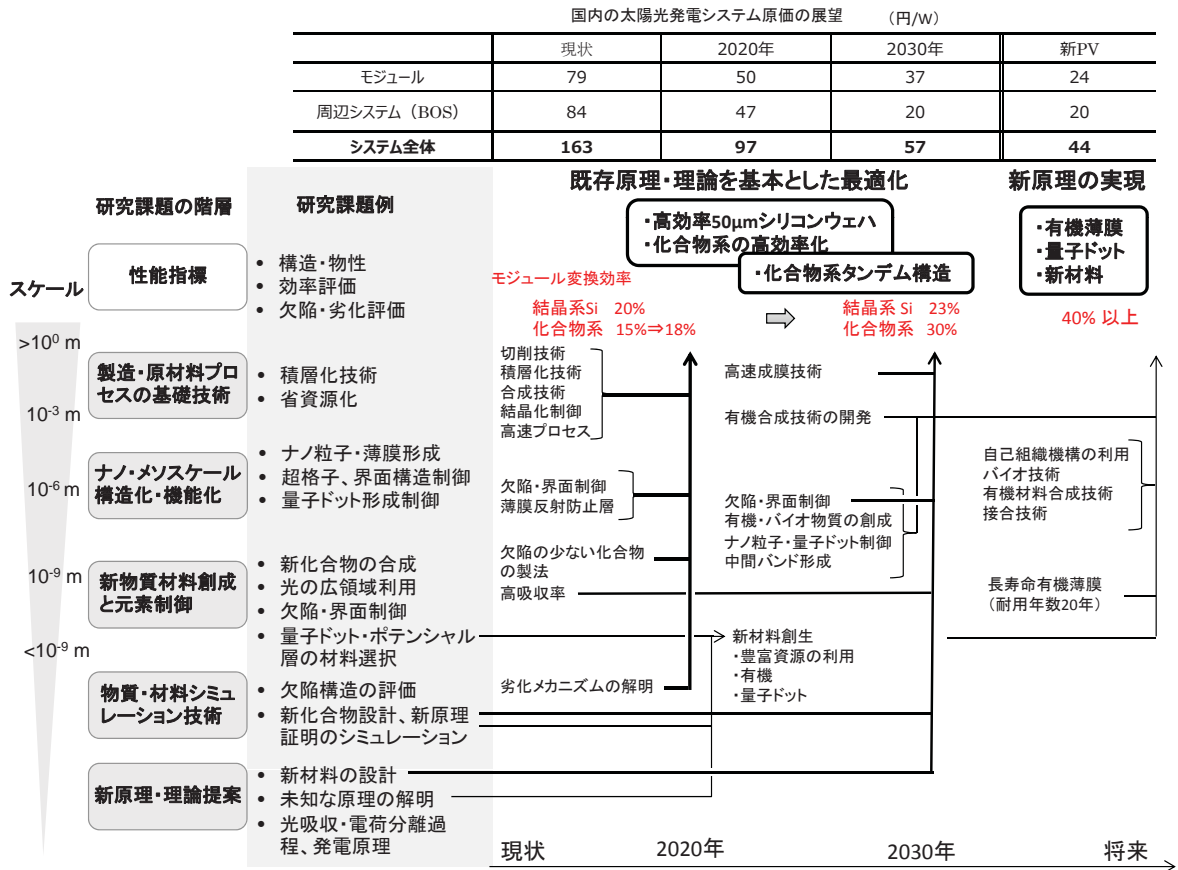 国内の太陽光発電システム原価の展望 (円/W)
現状 2020年 2030年 新PV
モジュール 79 50 37 24
周辺システム(BOS) 84 47 20 20
システム全体 163 97 57 44
既存原理・理論を基本とした最適化
新原理の実現
研究課題の階層
研究課題例
・高効率50μmシリコンウェハ
・化合物系の高効率化
・化合物系タンデム構造
・有機薄膜
・量子ドット
・新材料
スケール
性能指標
• 構造・物性
• 効率評価
• 欠陥・劣化評価
モジュール変換効率
結晶系Si 20%
化合物系 15%⇒18%
結晶系 Si 23%
化合物系 30%
40% 以上
>10⁰ m
10⁻³ m
10⁻⁶ m
10⁻⁹ m
<10⁻⁹ m
製造・原材料プロ
セスの基礎技術
• 積層化技術
• 省資源化
切削技術
積層化技術
合成技術
結晶化制御
高速プロセス
高速成膜技術
有機合成技術の開発
ナノ・メソスケール
構造化・機能化
• ナノ粒子・薄膜形成
• 超格子、界面構造制御
• 量子ドット形成制御
欠陥・界面制御
薄膜反射防止層
欠陥・界面制御
有機・バイオ物質の創成
ナノ粒子・量子ドット制御
中間バンド形成
自己組織機構の利用
バイオ技術
有機材料合成技術
接合技術
新物質材料創成
と元素制御
• 新化合物の合成
• 光の広領域利用
• 欠陥・界面制御
• 量子ドット・ポテンシャル
層の材料選択
欠陥の少ない化合物
の製法
高吸収率
長寿命有機薄膜
(耐用年数20年)
新材料創生
・豊富資源の利用
・有機
・量子ドット
物質・材料シミュ
レーション技術
• 欠陥構造の評価
• 新化合物設計、新原理
証明のシミュレーション
劣化メカニズムの解明
新原理・理論提案
• 新材料の設計
• 未知な原理の解明
• 光吸収・電荷分離過
程、発電原理
現状 2020年 2030年 将来